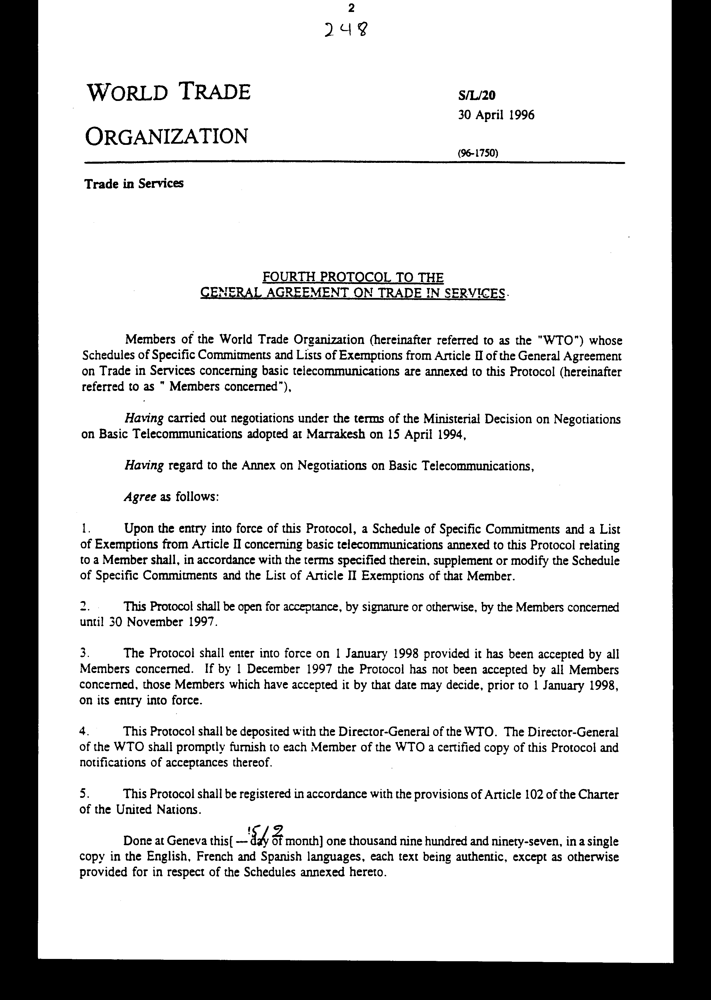 2
248
WORLD TRADE
ORGANIZATION
S/L/20
30 April 1996
(96-1750)
Trade in Services
FOURTH PROTOCOL TO THE
GENERAL AGREEMENT ON TRADE IN SERVICES
Members of the World Trade Organization (hereinafter referred to as the "WTO") whose
Schedules of Specific Commitments and Lists of Exemptions from Article II of the General Agreement
on Trade in Services concerning basic telecommunications are annexed to this Protocol (hereinafter
referred to as " Members concerned"),
Having carried out negotiations under the terms of the Ministerial Decision on Negotiations
on Basic Telecommunications adopted at Marrakesh on 15 April 1994,
Having regard to the Annex on Negotiations on Basic Telecommunications,
Agree as follows:
1. Upon the entry into force of this Protocol, a Schedule of Specific Commitments and a List
of Exemptions from Article II concerning basic telecommunications annexed to this Protocol relating
to a Member shall, in accordance with the terms specified therein, supplement or modify the Schedule
of Specific Commitments and the List of Article II Exemptions of that Member.
2. This Protocol shall be open for acceptance, by signature or otherwise, by the Members concerned
until 30 November 1997.
3. The Protocol shall enter into force on 1 January 1998 provided it has been accepted by all
Members concerned. If by 1 December 1997 the Protocol has not been accepted by all Members
concerned, those Members which have accepted it by that date may decide, prior to 1 January 1998,
on its entry into force.
4. This Protocol shall be deposited with the Director-General of the WTO. The Director-General
of the WTO shall promptly furnish to each Member of the WTO a certified copy of this Protocol and
notifications of acceptances thereof.
5. This Protocol shall be registered in accordance with the provisions of Article 102 of the Charter
of the United Nations.
15/2
Done at Geneva this[ — day of month] one thousand nine hundred and ninety-seven, in a single
copy in the English, French and Spanish languages, each text being authentic, except as otherwise
provided for in respect of the Schedules annexed hereto.